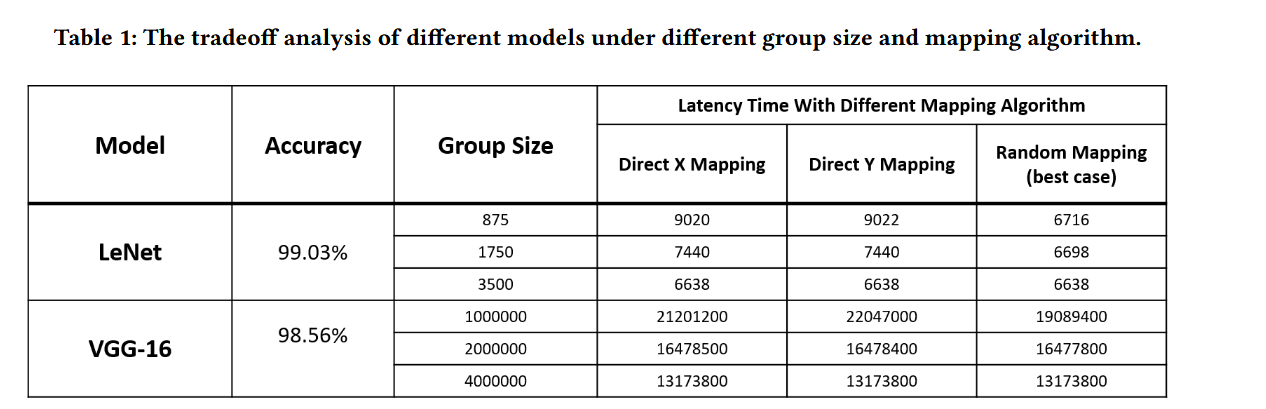 Table 1: The tradeoff analysis of different models under different group size and mapping algorithm.
Model Accuracy Group Size Latency Time With Different Mapping Algorithm
Direct X Mapping Direct Y Mapping Random Mapping (best case)
LeNet 99.03% 875 9020 9022 6716
1750 7440 7440 6698
3500 6638 6638 6638
VGG-16 98.56% 1000000 21201200 22047000 19089400
2000000 16478500 16478400 16477800
4000000 13173800 13173800 13173800